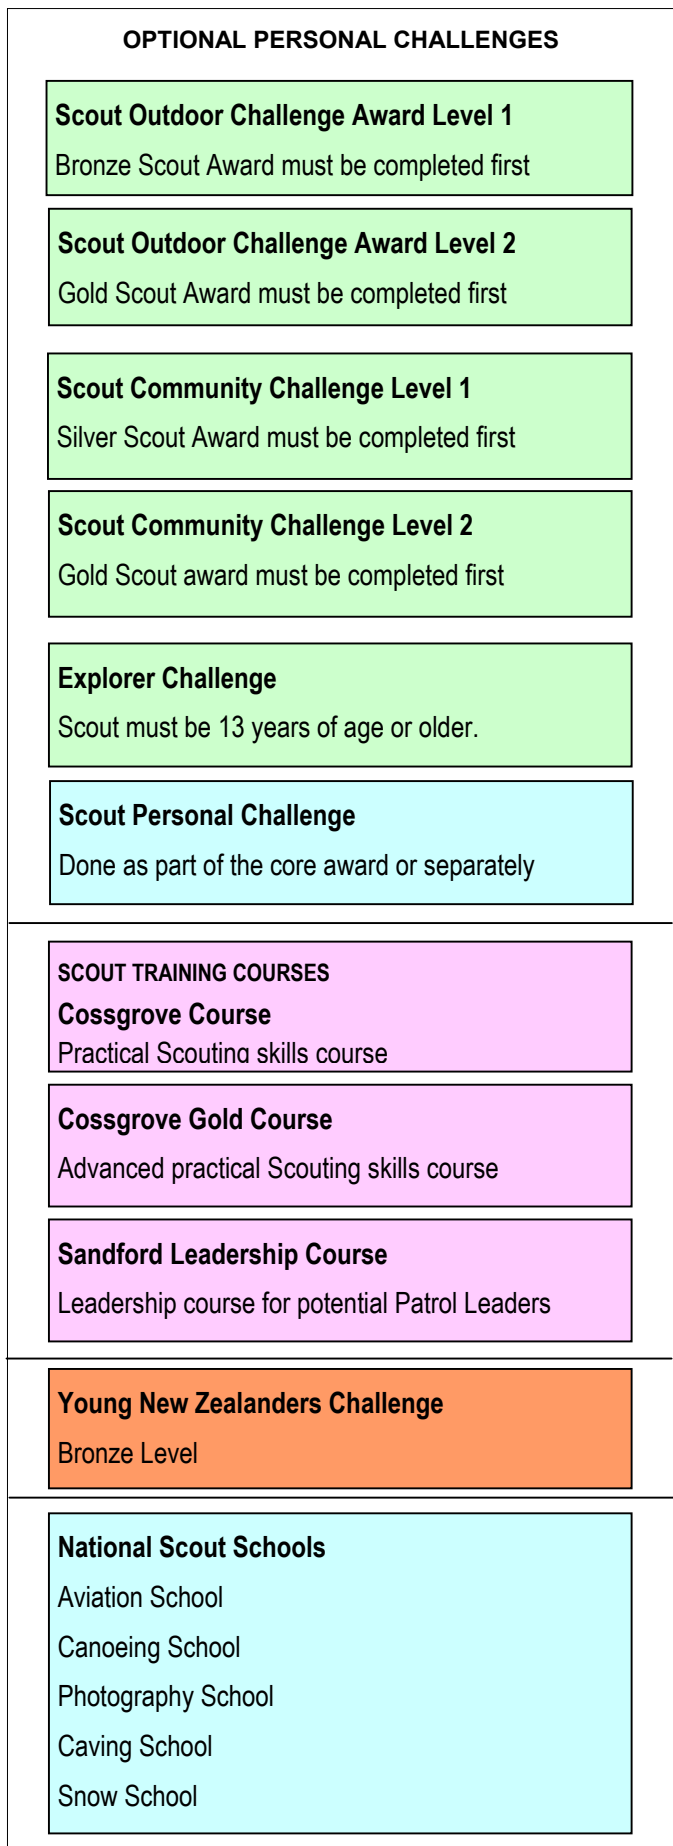 OPTIONAL PERSONAL CHALLENGES
Scout Outdoor Challenge Award Level 1
Bronze Scout Award must be completed first
Scout Outdoor Challenge Award Level 2
Gold Scout Award must be completed first
Scout Community Challenge Level 1
Silver Scout Award must be completed first
Scout Community Challenge Level 2
Gold Scout award must be completed first
Explorer Challenge
Scout must be 13 years of age or older.
Scout Personal Challenge
Done as part of the core award or separately
SCOUT TRAINING COURSES
Cossgrove Course
Practical Scouting skills course
Cossgrove Gold Course
Advanced practical Scouting skills course
Sandford Leadership Course
Leadership course for potential Patrol Leaders
Young New Zealanders Challenge
Bronze Level
National Scout Schools
Aviation School
Canoeing School
Photography School
Caving School
Snow School